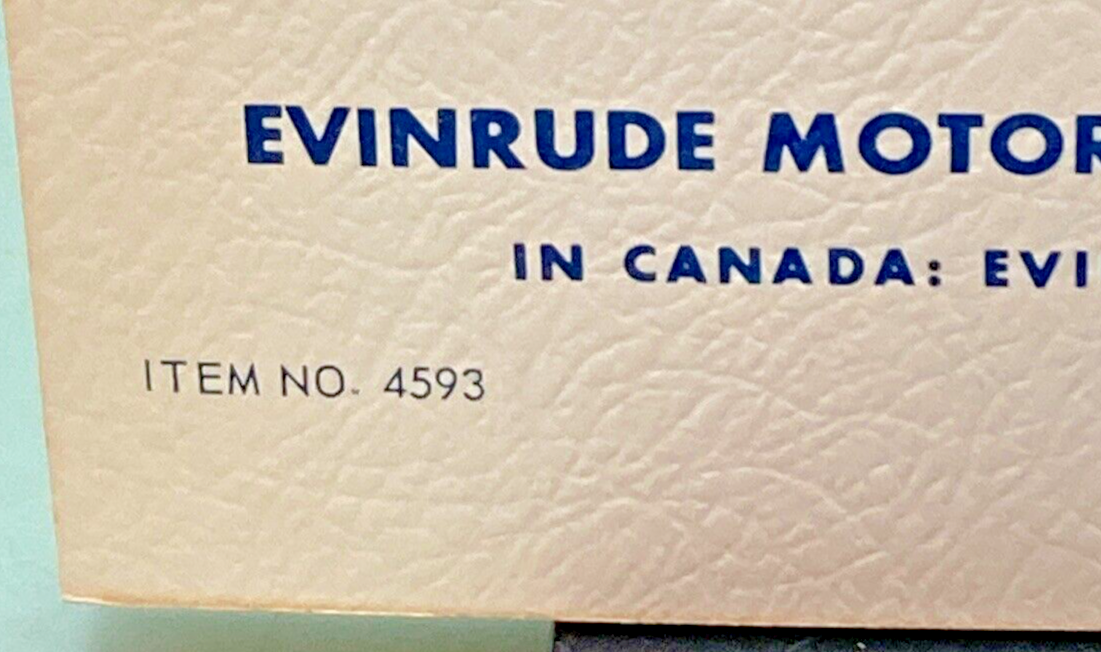 EVINRUDE MOTOR
IN CANADA: EVI
ITEM NO. 4593